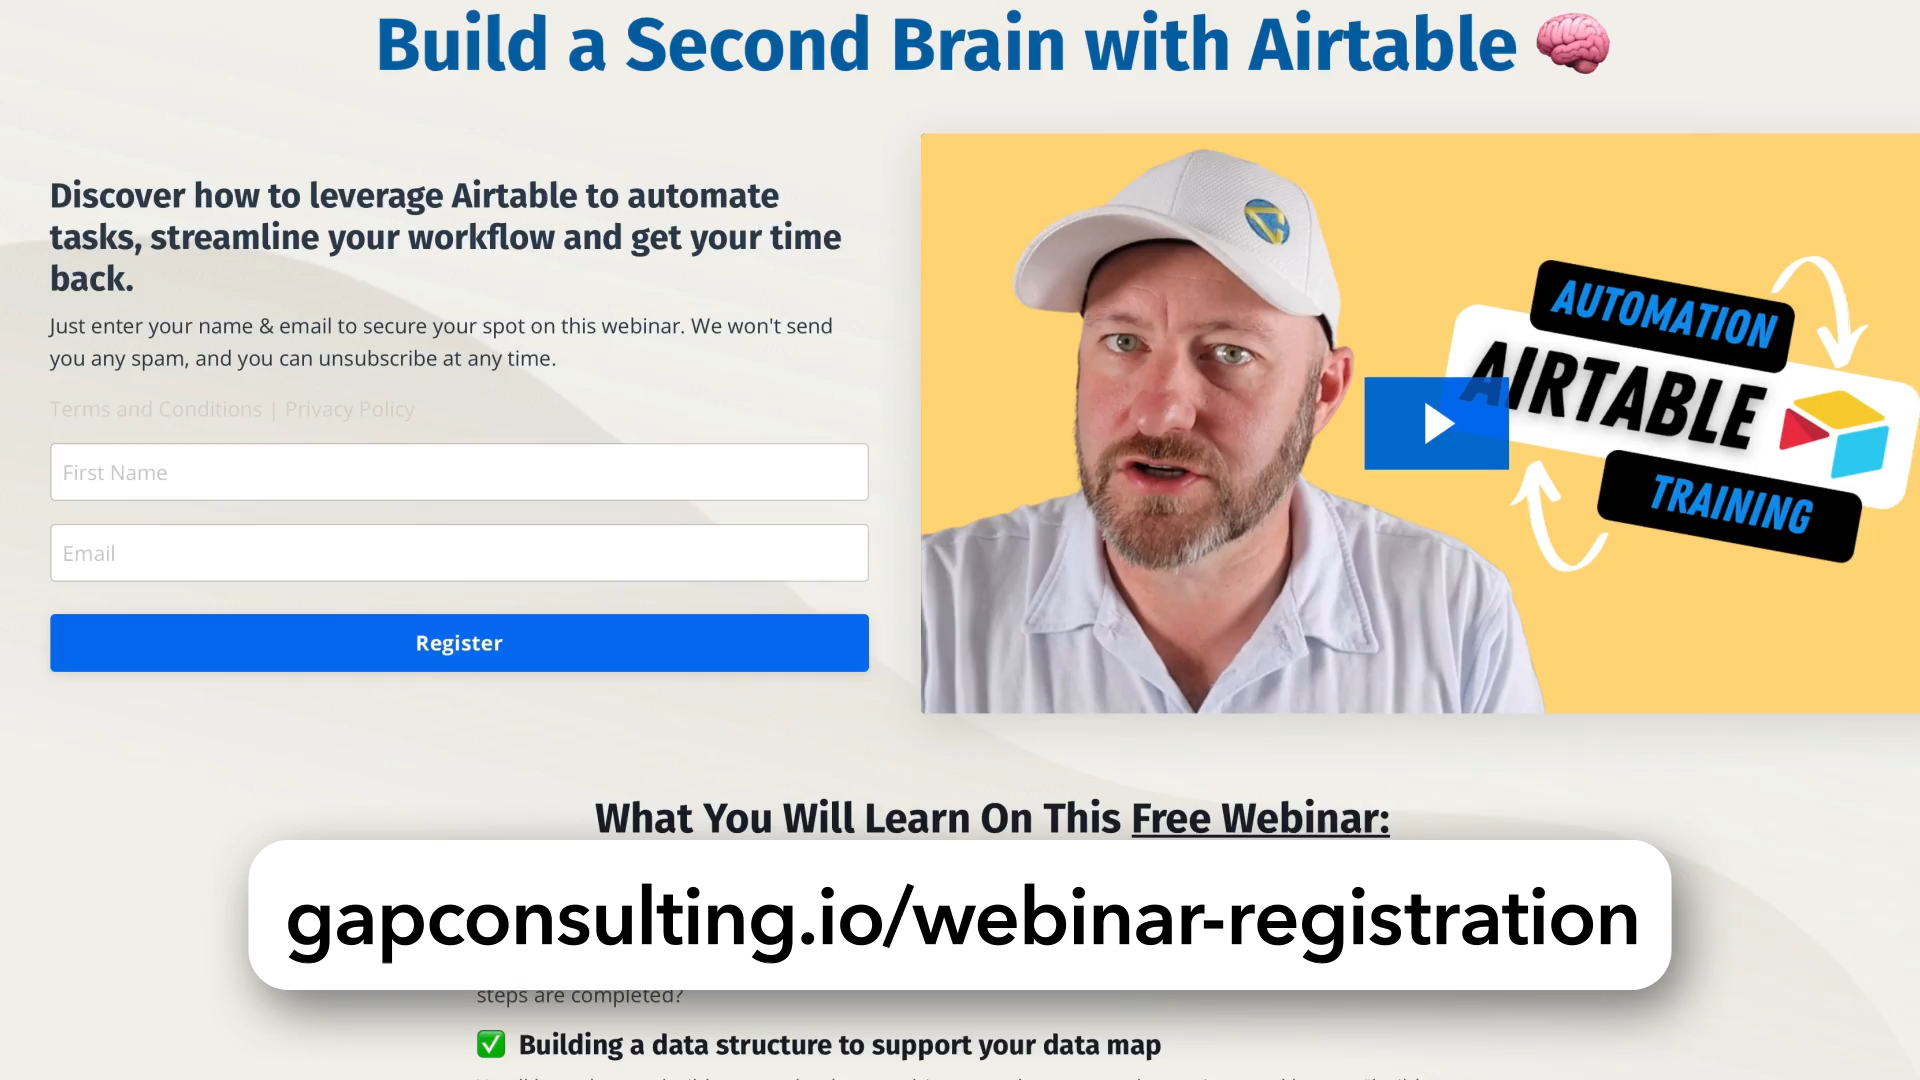 Build a Second Brain with Airtable
Discover how to leverage Airtable to automate
tasks, streamline your workflow and get your time
back.
Just enter your name & email to secure your spot on this webinar. We won't send
you any spam, and you can unsubscribe at any time.
Terms and Conditions | Privacy Policy
First Name
Email
Register
AUTOMATION
AIRTABLE
TRAINING
What You Will Learn On This Free Webinar:
gapconsulting.io/webinar-registration
steps are completed?
Building a data structure to support your data map